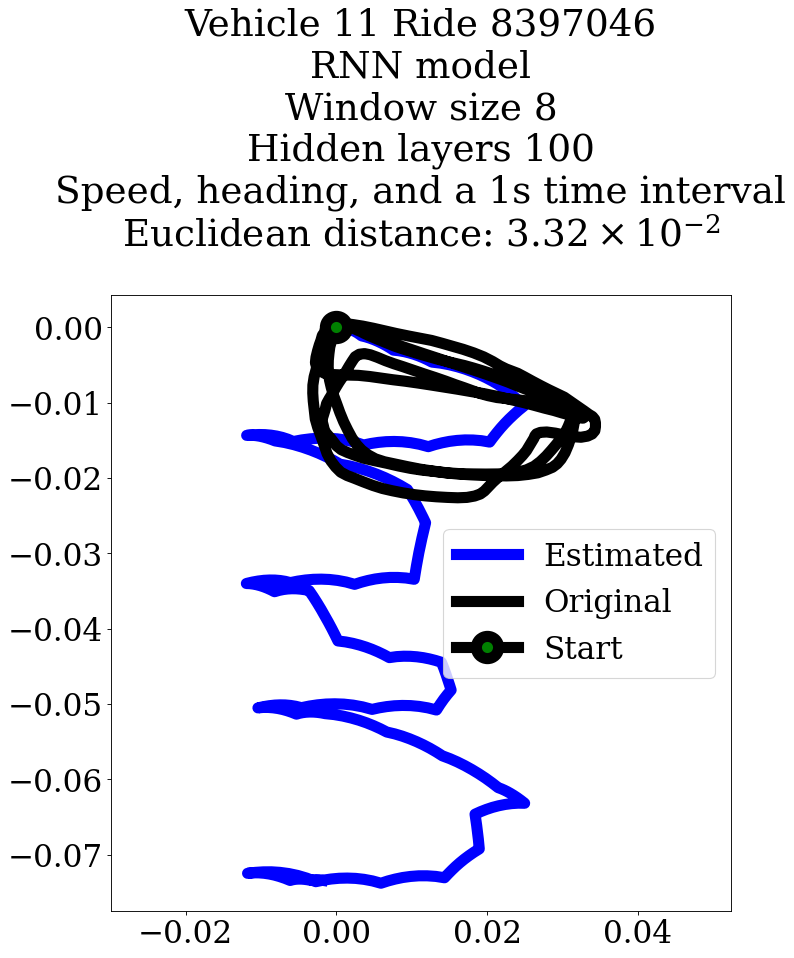 Vehicle 11 Ride 8397046
RNN model
Window size 8
Hidden layers 100
Speed, heading, and a 1s time interval
Euclidean distance: 3.32 × 10⁻²
0.00
−0.01
−0.02
−0.03
−0.04
−0.05
−0.06
−0.07
Estimated
Original
Start
−0.02 0.00 0.02 0.04